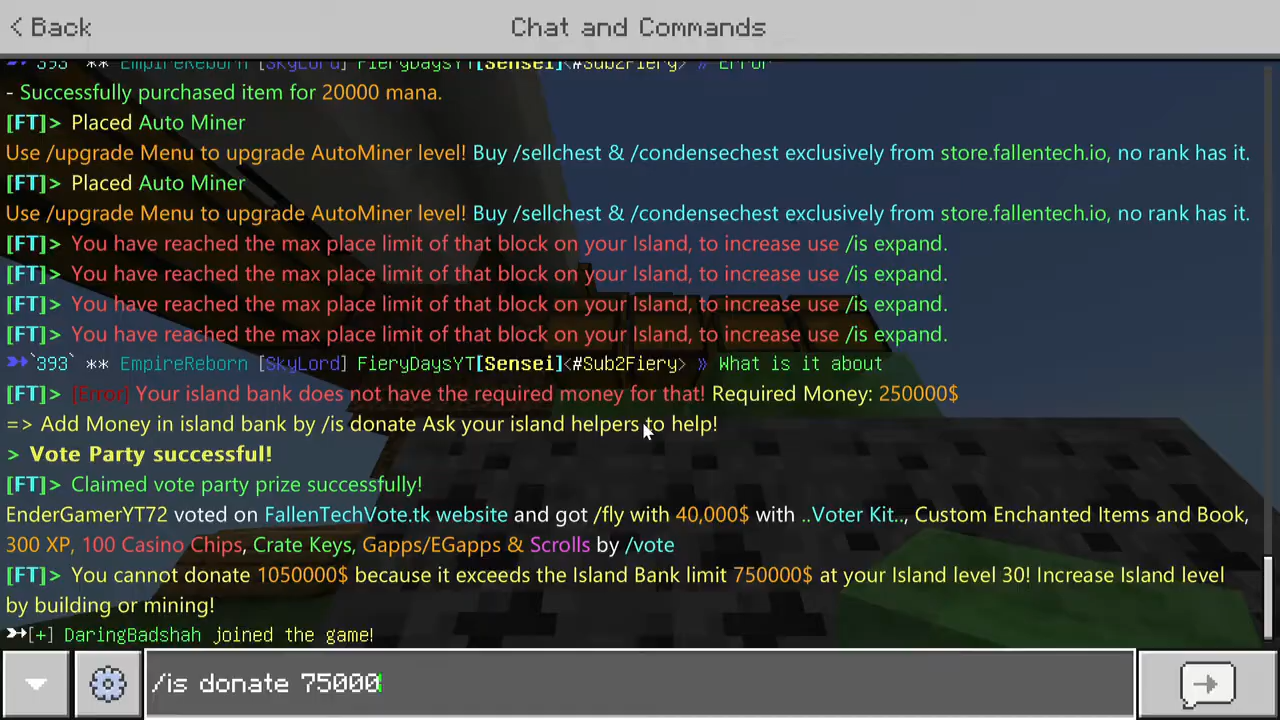 Back
Chat and Commands
➳`393` ** EmpireReborn [SkyLord] FieryDaysYT[Sensei]<#Sub2Fiery> » Error
- Successfully purchased item for 20000 mana.
[FT]> Placed Auto Miner
Use /upgrade Menu to upgrade AutoMiner level! Buy /sellchest & /condensechest exclusively from store.fallentech.io, no rank has it.
[FT]> Placed Auto Miner
Use /upgrade Menu to upgrade AutoMiner level! Buy /sellchest & /condensechest exclusively from store.fallentech.io, no rank has it.
[FT]> You have reached the max place limit of that block on your Island, to increase use /is expand.
[FT]> You have reached the max place limit of that block on your Island, to increase use /is expand.
[FT]> You have reached the max place limit of that block on your Island, to increase use /is expand.
[FT]> You have reached the max place limit of that block on your Island, to increase use /is expand.
➳`393` ** EmpireReborn [SkyLord] FieryDaysYT[Sensei]<#Sub2Fiery> » What is it about
[FT]> [Error] Your island bank does not have the required money for that! Required Money: 250000$
=> Add Money in island bank by /is donate Ask your island helpers to help!
> Vote Party successful!
[FT]> Claimed vote party prize successfully!
EnderGamerYT72 voted on FallenTechVote.tk website and got /fly with 40,000$ with ..Voter Kit.., Custom Enchanted Items and Book,
300 XP, 100 Casino Chips, Crate Keys, Gapps/EGapps & Scrolls by /vote
[FT]> You cannot donate 1050000$ because it exceeds the Island Bank limit 750000$ at your Island level 30! Increase Island level
by building or mining!
➳[+] DaringBadshah joined the game!
/is donate 75000